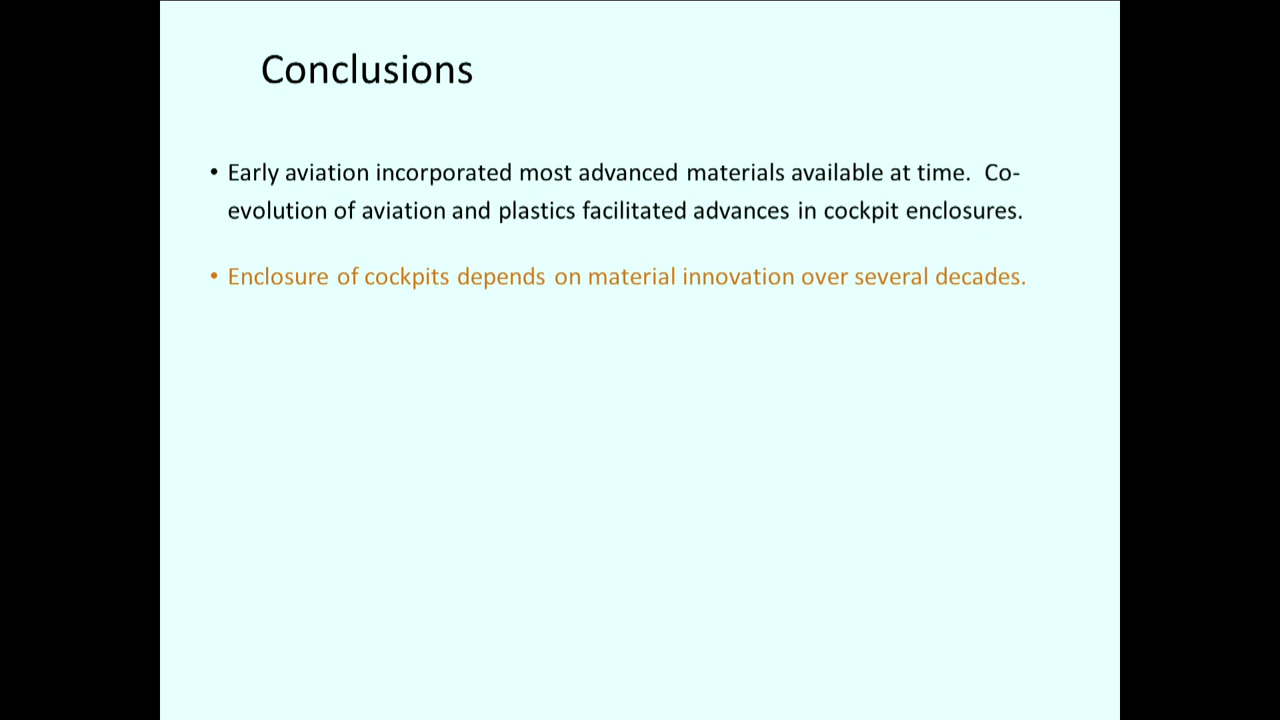 Conclusions
• Early aviation incorporated most advanced materials available at time.  Co-
evolution of aviation and plastics facilitated advances in cockpit enclosures.
• Enclosure of cockpits depends on material innovation over several decades.